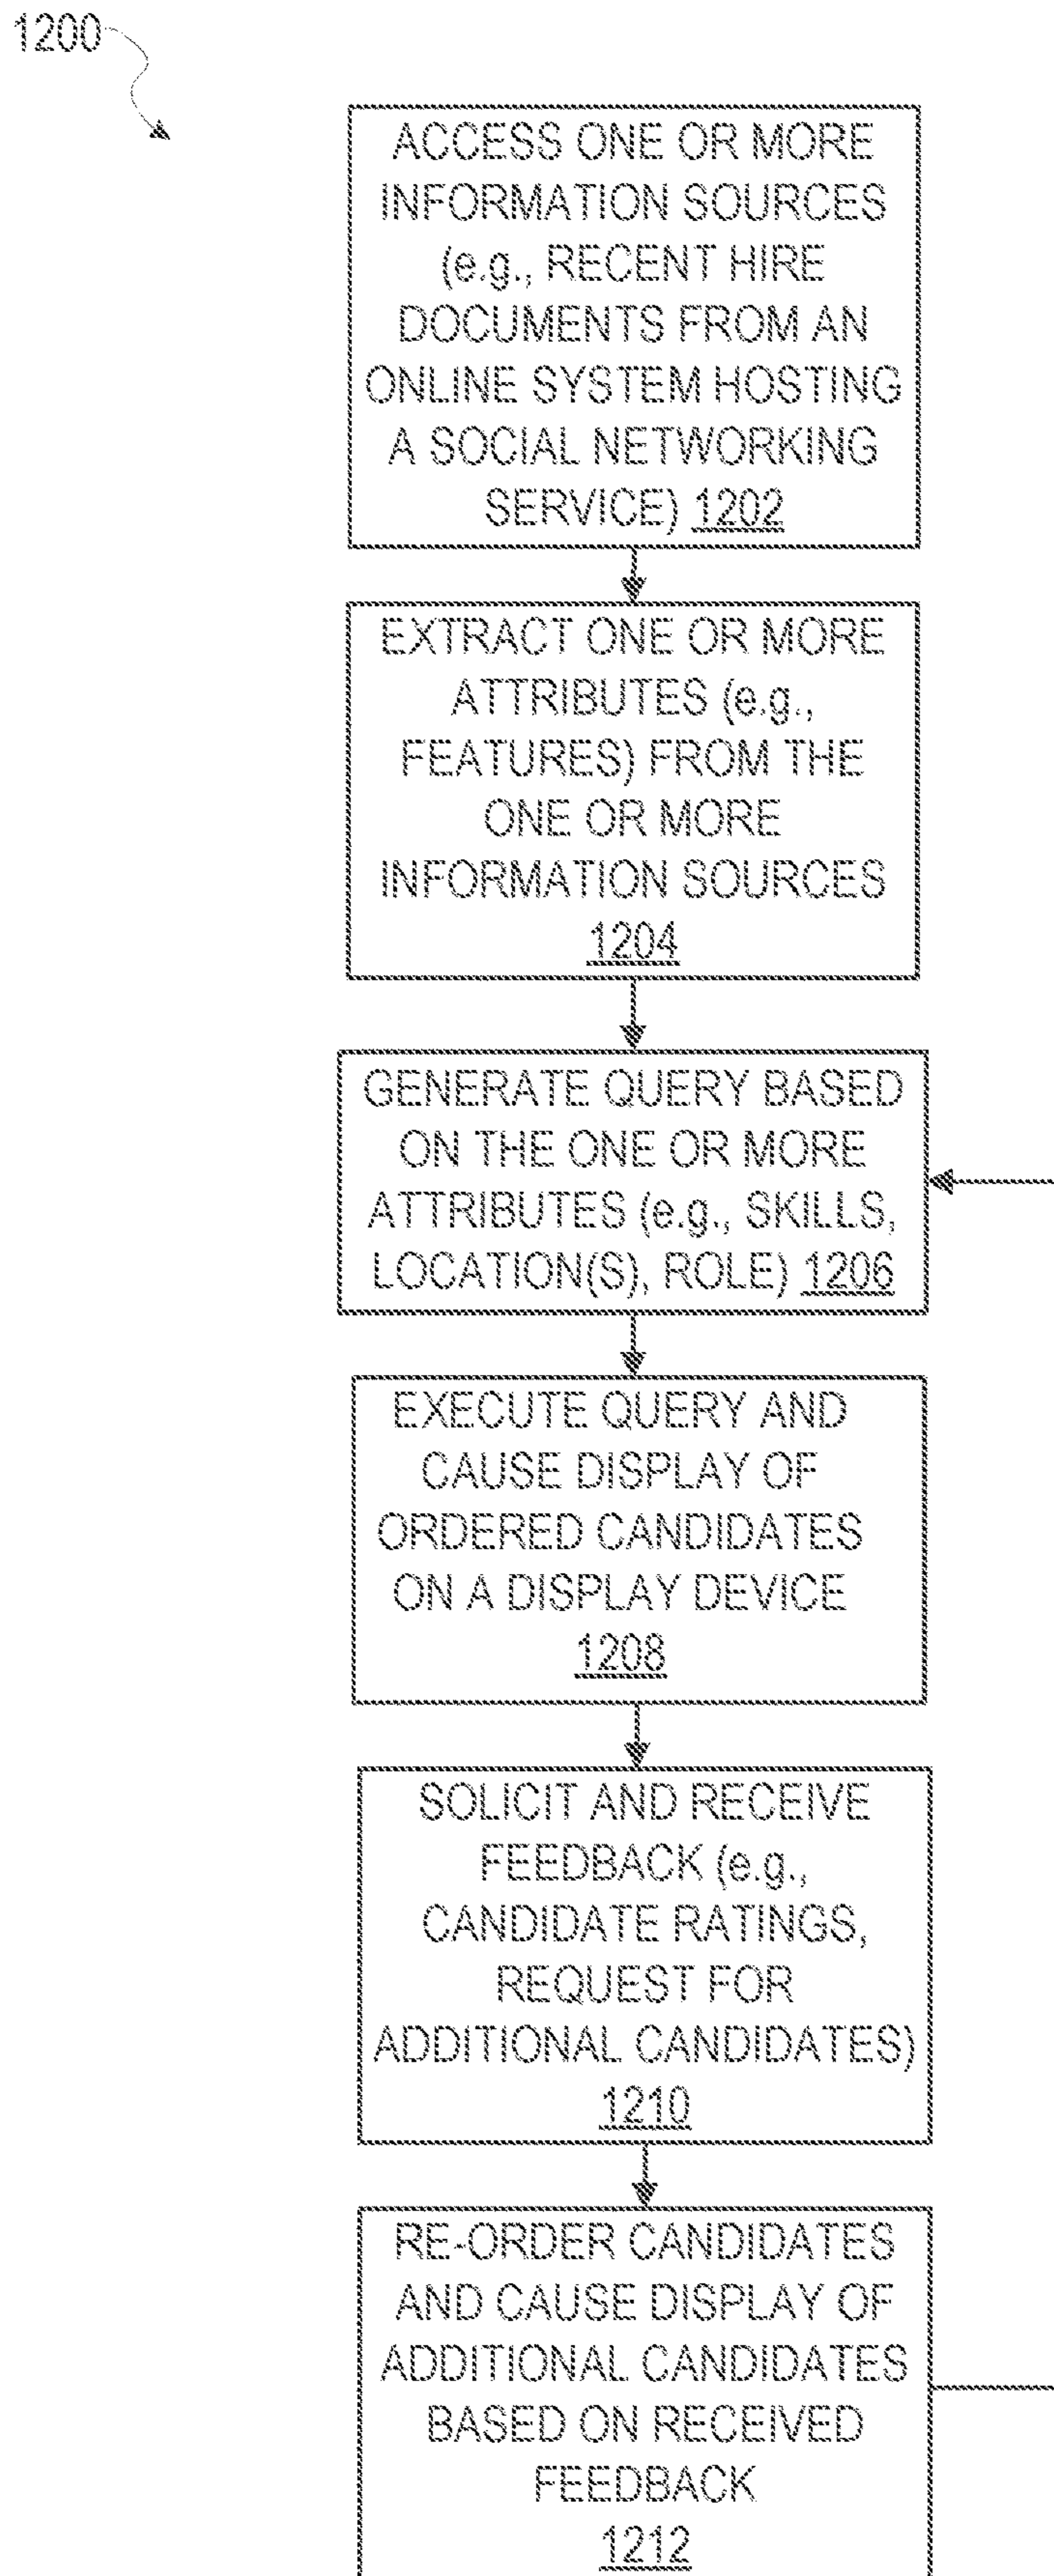 1200
ACCESS ONE OR MORE
INFORMATION SOURCES
(e.g., RECENT HIRE
DOCUMENTS FROM AN
ONLINE SYSTEM HOSTING
A SOCIAL NETWORKING
SERVICE) 1202
EXTRACT ONE OR MORE
ATTRIBUTES (e.g.,
FEATURES) FROM THE
ONE OR MORE
INFORMATION SOURCES
1204
GENERATE QUERY BASED
ON THE ONE OR MORE
ATTRIBUTES (e.g., SKILLS,
LOCATION(S), ROLE) 1206
EXECUTE QUERY AND
CAUSE DISPLAY OF
ORDERED CANDIDATES
ON A DISPLAY DEVICE
1208
SOLICIT AND RECEIVE
FEEDBACK (e.g.,
CANDIDATE RATINGS,
REQUEST FOR
ADDITIONAL CANDIDATES)
1210
RE-ORDER CANDIDATES
AND CAUSE DISPLAY OF
ADDITIONAL CANDIDATES
BASED ON RECEIVED
FEEDBACK
1212